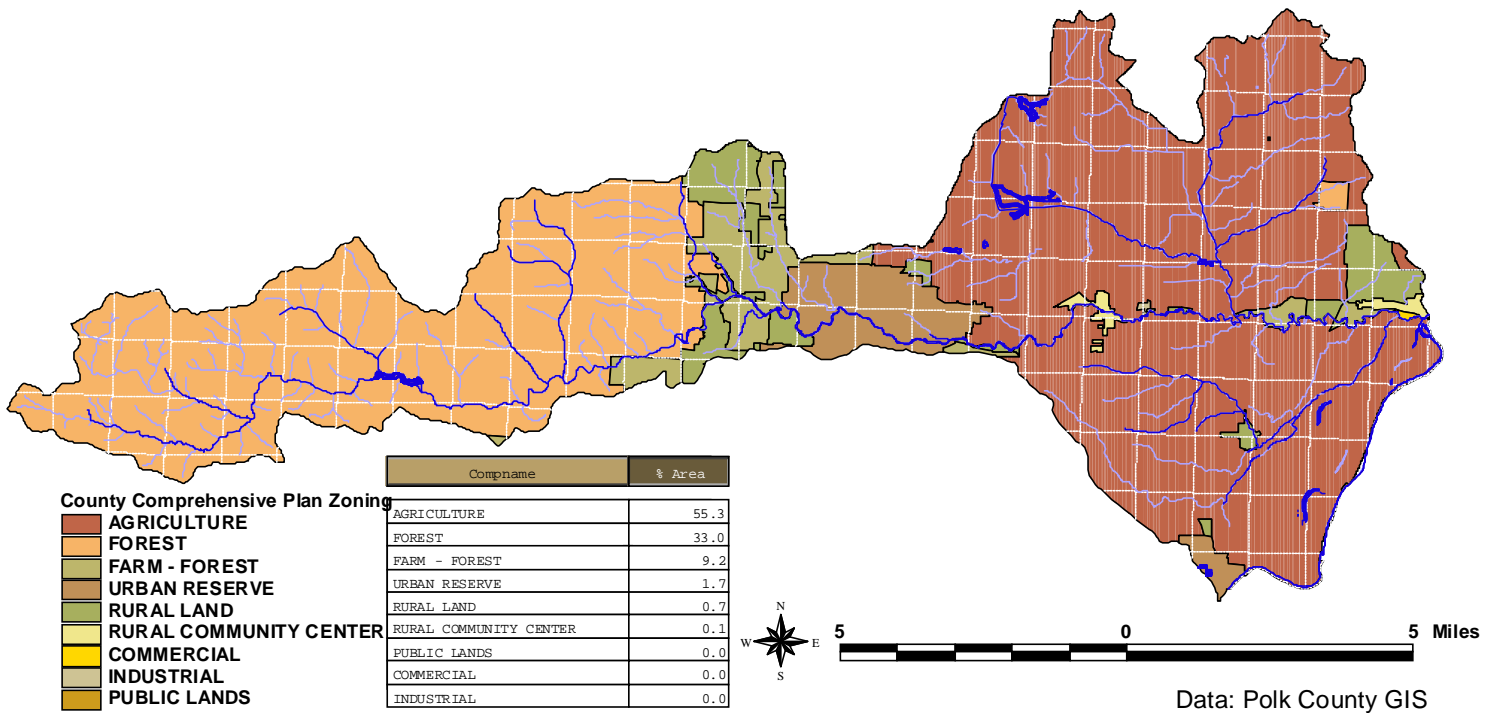 County Comprehensive Plan Zoning
AGRICULTURE
FOREST
FARM - FOREST
URBAN RESERVE
RURAL LAND
RURAL COMMUNITY CENTER
COMMERCIAL
INDUSTRIAL
PUBLIC LANDS
Compname % Area
AGRICULTURE 55.3
FOREST 33.0
FARM - FOREST 9.2
URBAN RESERVE 1.7
RURAL LAND 0.7
RURAL COMMUNITY CENTER 0.1
PUBLIC LANDS 0.0
COMMERCIAL 0.0
INDUSTRIAL 0.0
N
W E
S
5 0 5 Miles
Data: Polk County GIS